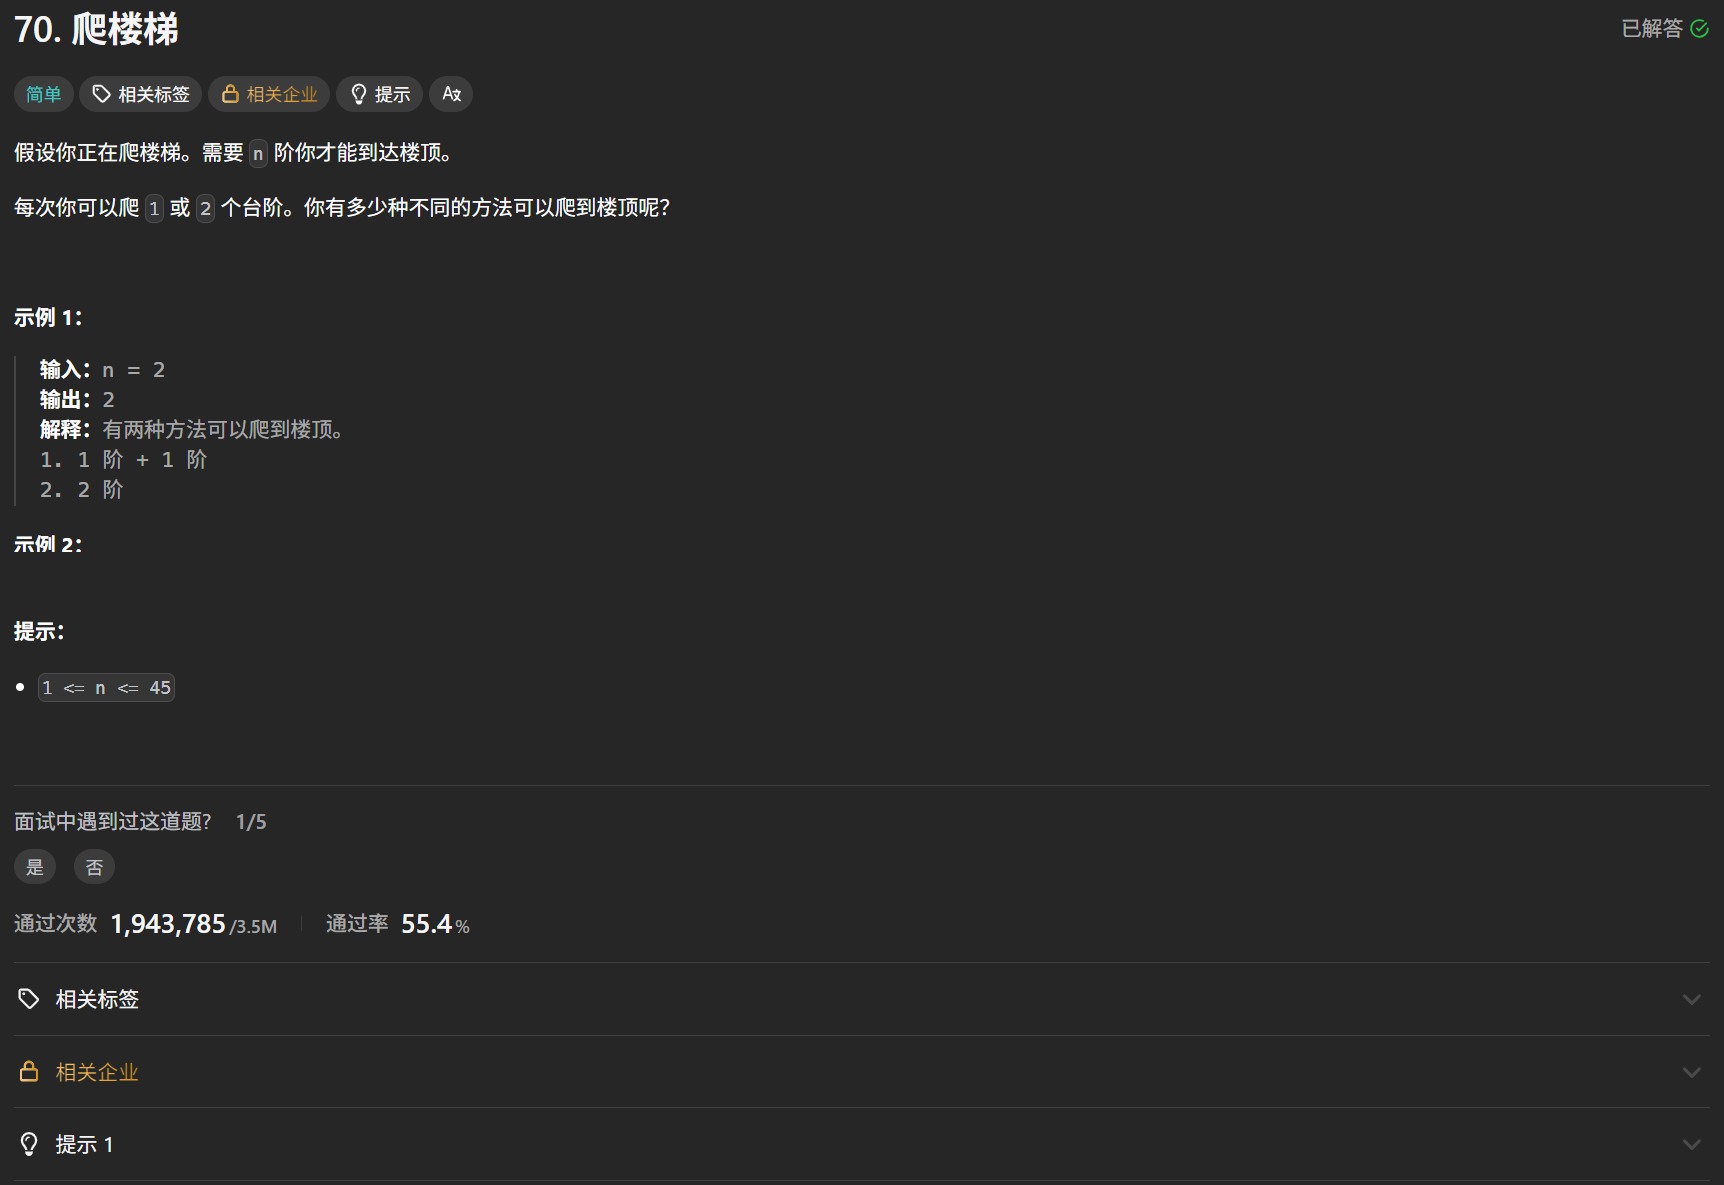 70. 爬楼梯
已解答
简单 相关标签 相关企业 提示 A文
假设你正在爬楼梯。需要 n 阶你才能到达楼顶。
每次你可以爬 1 或 2 个台阶。你有多少种不同的方法可以爬到楼顶呢？
示例 1：
输入：n = 2
输出：2
解释：有两种方法可以爬到楼顶。
1. 1 阶 + 1 阶
2. 2 阶
示例 2：
提示：
1 <= n <= 45
面试中遇到过这道题? 1/5
是 否
通过次数 1,943,785/3.5M 通过率 55.4%
相关标签
相关企业
提示 1